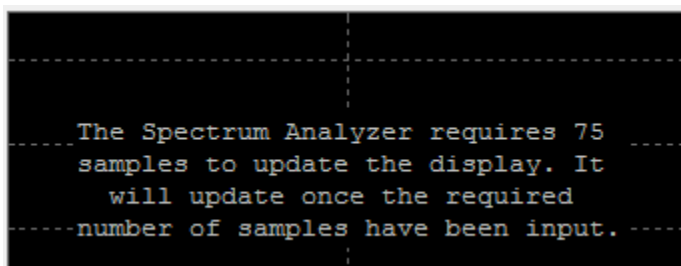 The Spectrum Analyzer requires 75
samples to update the display. It
will update once the required
number of samples have been input.